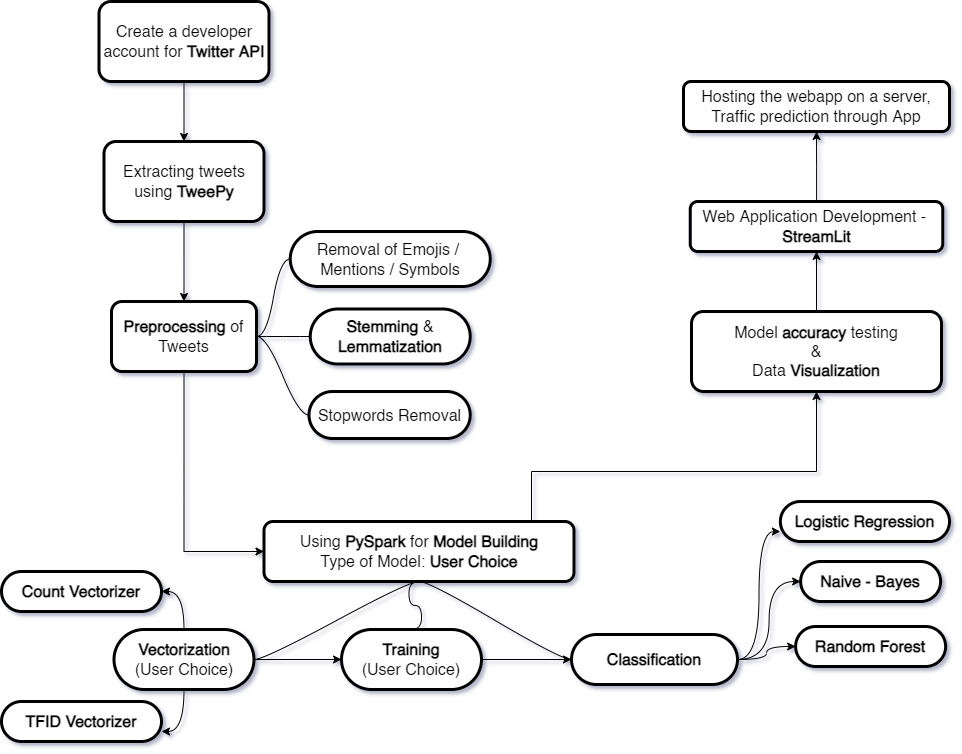 Create a developer
account for Twitter API
Extracting tweets
using TweePy
Preprocessing of
Tweets
Removal of Emojis /
Mentions / Symbols
Stemming &
Lemmatization
Stopwords Removal
Using PySpark for Model Building
Type of Model: User Choice
Vectorization
(User Choice)
Count Vectorizer
TFID Vectorizer
Training
(User Choice)
Classification
Logistic Regression
Naive - Bayes
Random Forest
Model accuracy testing
&
Data Visualization
Web Application Development -
StreamLit
Hosting the webapp on a server,
Traffic prediction through App